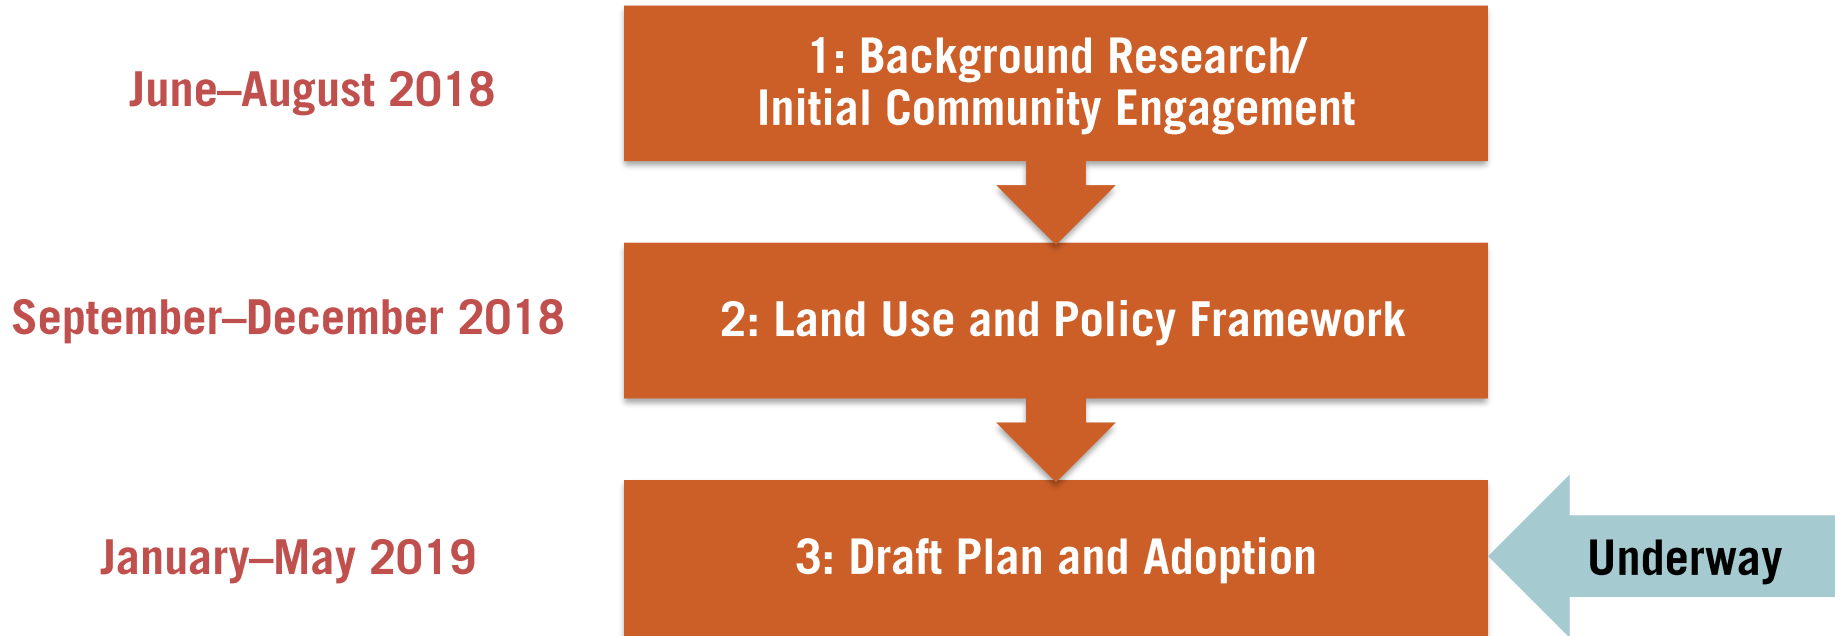 June–August 2018
1: Background Research/
Initial Community Engagement
September–December 2018
2: Land Use and Policy Framework
January–May 2019
3: Draft Plan and Adoption
Underway